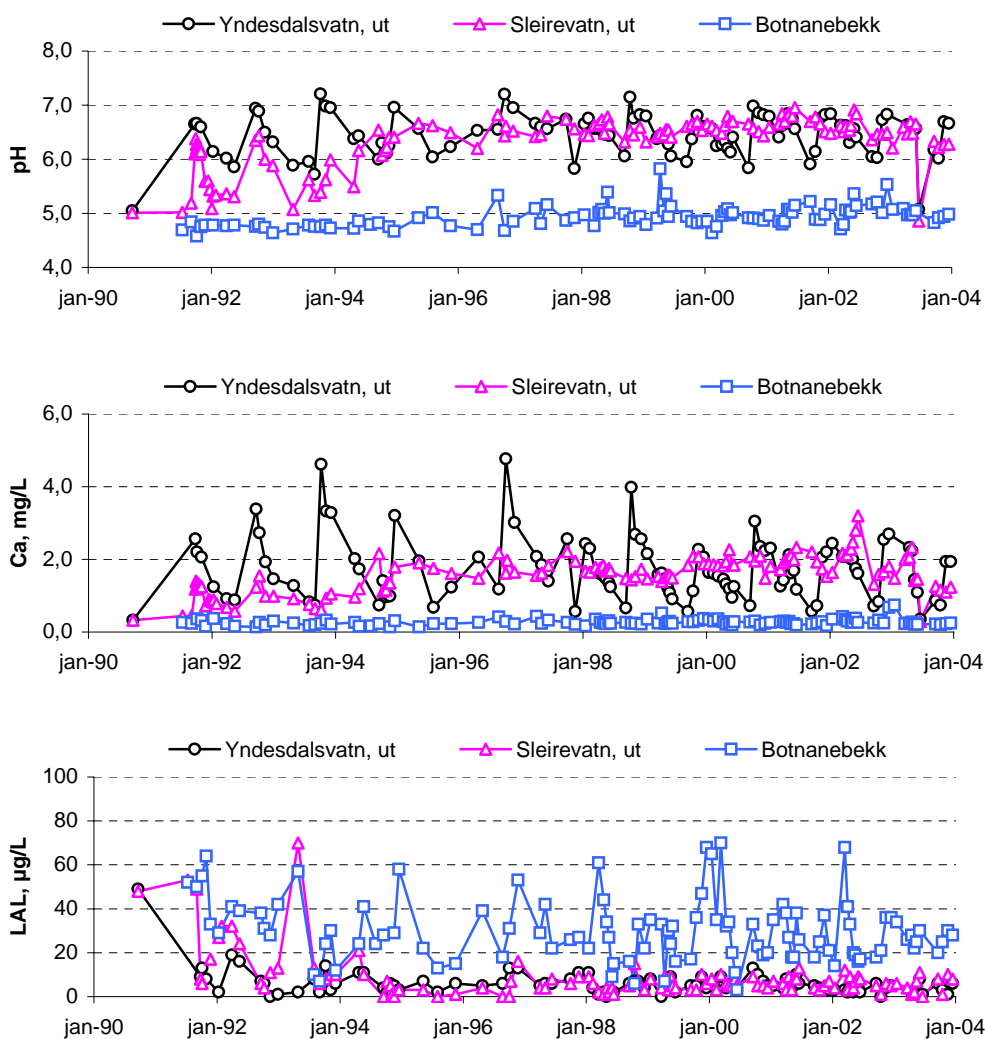 Yndesdalsvatn, ut Sleirevatn, ut Botnanebekk
8,0
7,0
6,0
5,0
4,0
pH
jan-90 jan-92 jan-94 jan-96 jan-98 jan-00 jan-02 jan-04
Yndesdalsvatn, ut Sleirevatn, ut Botnanebekk
6,0
4,0
2,0
0,0
Ca, mg/L
jan-90 jan-92 jan-94 jan-96 jan-98 jan-00 jan-02 jan-04
Yndesdalsvatn, ut Sleirevatn, ut Botnanebekk
100
80
60
40
20
0
LAL, µg/L
jan-90 jan-92 jan-94 jan-96 jan-98 jan-00 jan-02 jan-04